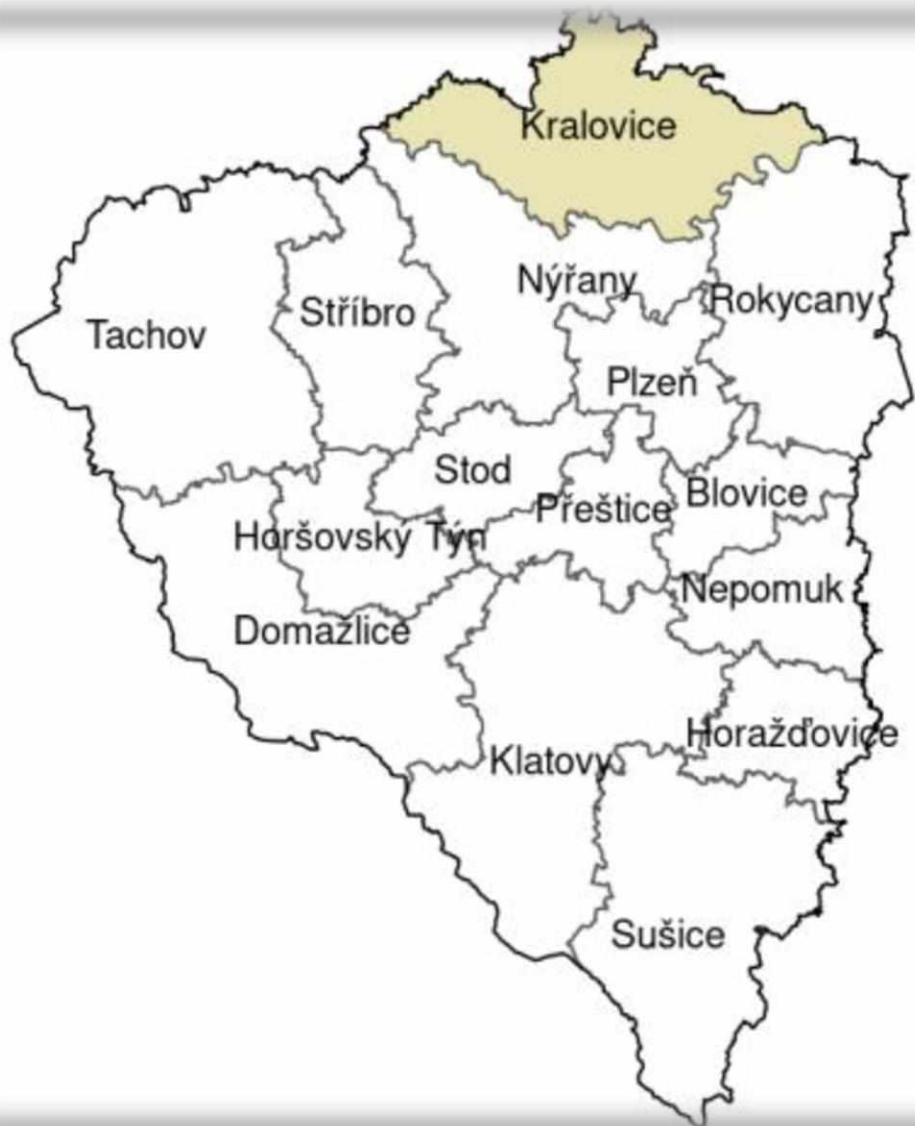 Kralovice
Nýřany
Rokycany
Stříbro
Tachov
Plzeň
Stod
Blovice
Přeštice
Horšovský Týn
Nepomuk
Domažlice
Horažďovice
Klatovy
Sušice